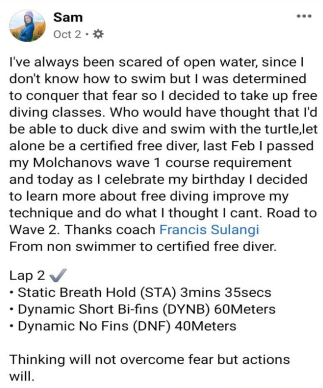 Sam
Oct 2 •
I've always been scared of open water, since I
don't know how to swim but I was determined
to conquer that fear so I decided to take up free
diving classes. Who would have thought that I'd
be able to duck dive and swim with the turtle,let
alone be a certified free diver, last Feb I passed
my Molchanovs wave 1 course requirement
and today as I celebrate my birthday I decided
to learn more about free diving improve my
technique and do what I thought I cant. Road to
Wave 2. Thanks coach Francis Sulangi
From non swimmer to certified free diver.
Lap 2 ✔
• Static Breath Hold (STA) 3mins 35secs
• Dynamic Short Bi-fins (DYNB) 60Meters
• Dynamic No Fins (DNF) 40Meters
Thinking will not overcome fear but actions
will.